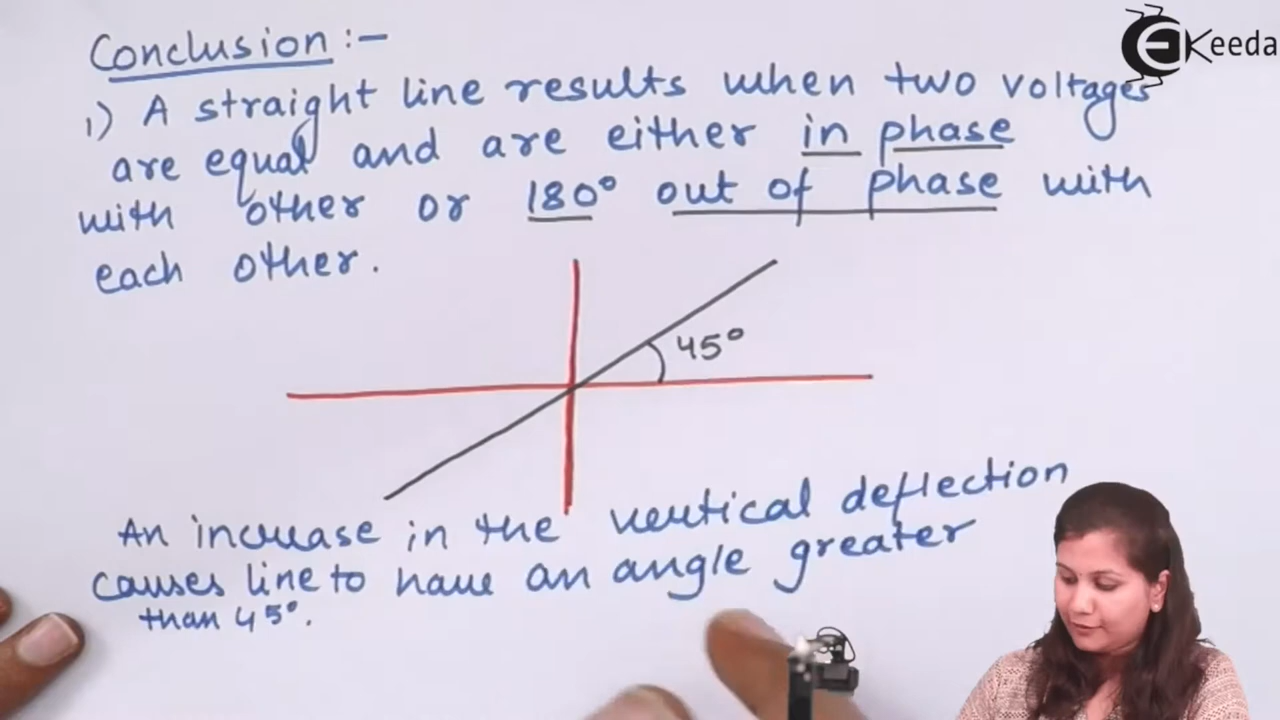 Conclusion :-
Keeda
1) A straight line results when two voltages
are equal and are either in phase
with other or 180° out of phase with
each other.
45°
An increase in the vertical deflection
causes line to have an angle greater
than 45°.